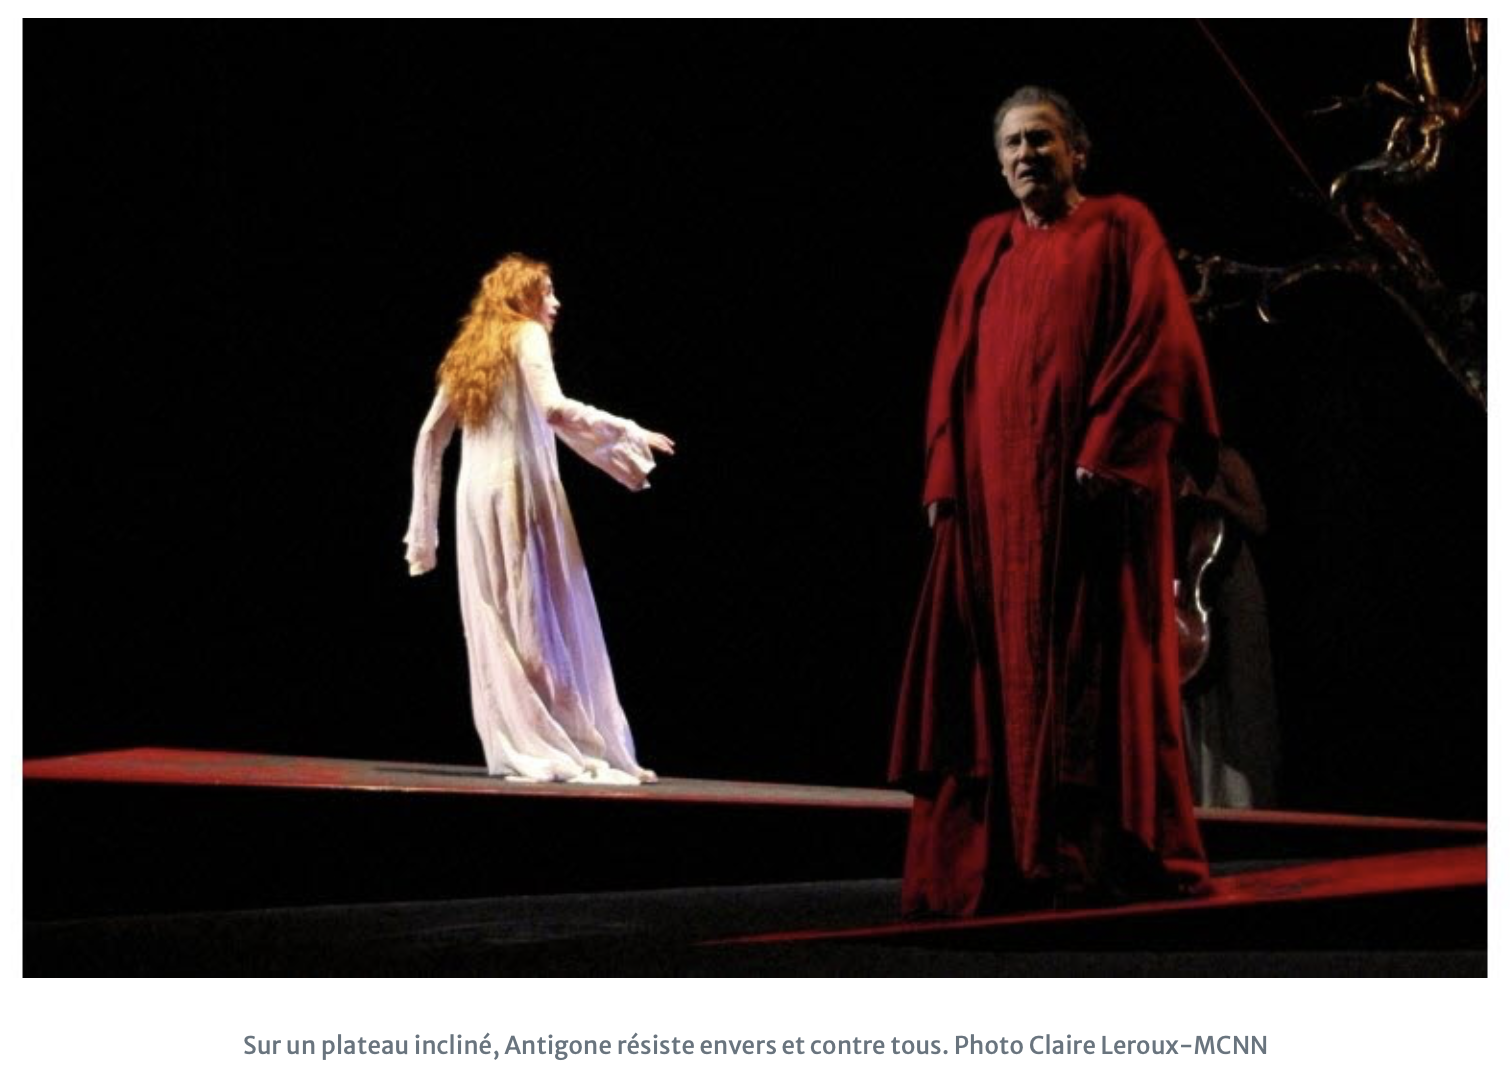 Sur un plateau incliné, Antigone résiste envers et contre tous. Photo Claire Leroux-MCNN